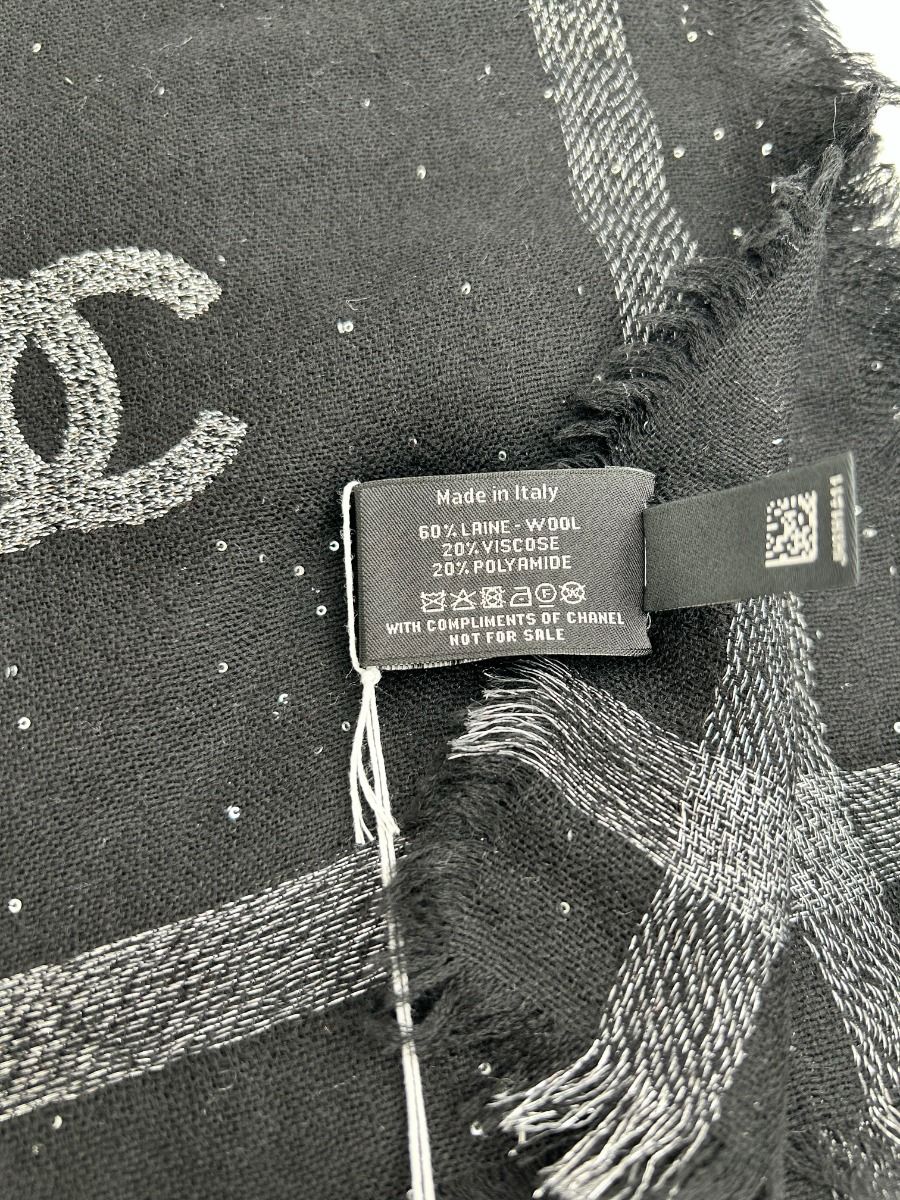 Made in Italy
60% LAINE - WOOL
20% VISCOSE
20% POLYAMIDE
F W
WITH COMPLIMENTS OF CHANEL
NOT FOR SALE